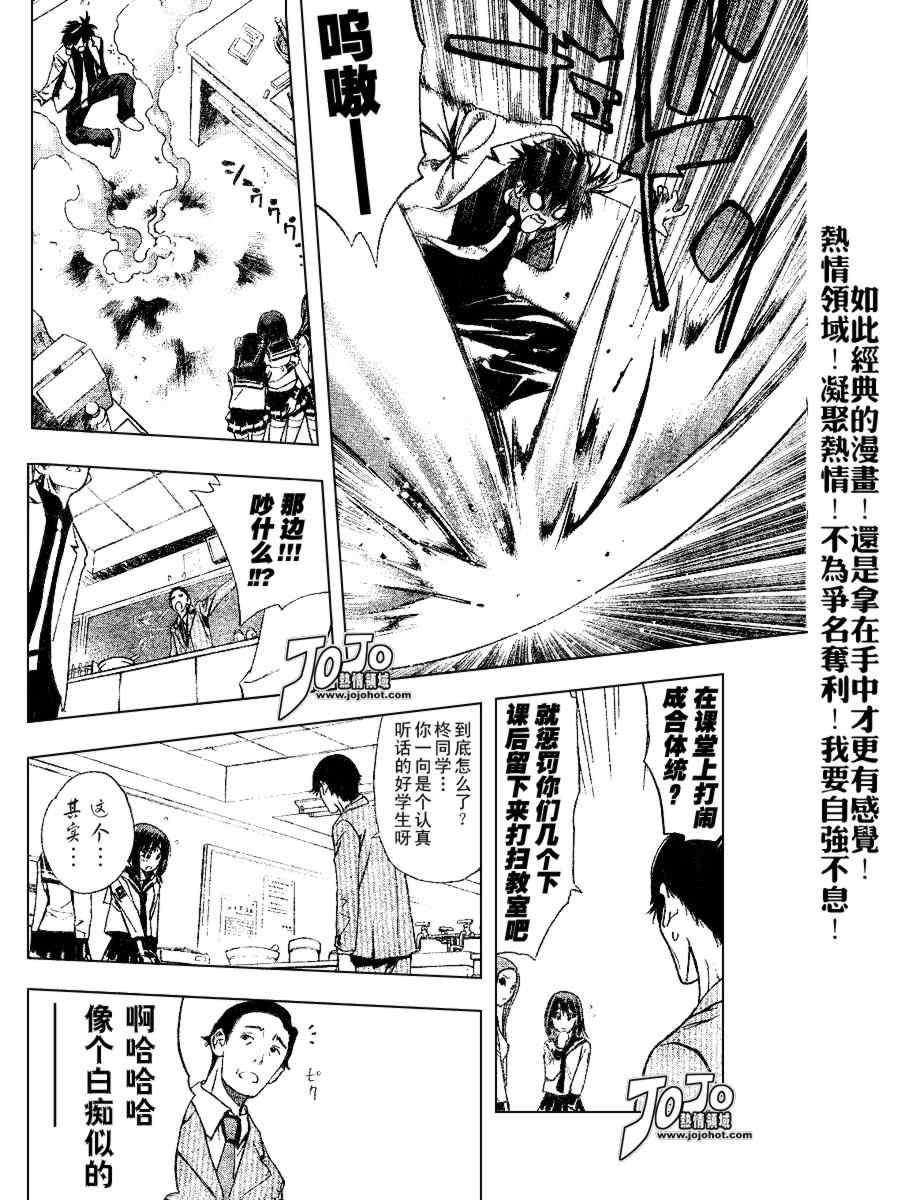 呜嗷——
那边!!!
吵什么!!?
在课堂上打闹
成合体统？
就惩罚你们几个下
课后留下来打扫教室吧
到底怎么了？
柊同学…
你一向是个认真
听话的好学生呀
这个…
其实…
ピク
啊哈哈哈
像个白痴似的
——
JOJO
熱情領域
www.jojohot.com
JOJO
熱情領域
www.jojohot.com
如此經典的漫畫！還是拿在手中才更有感覺！
熱情領域！凝聚熱情！不為爭名奪利！我要自強不息！